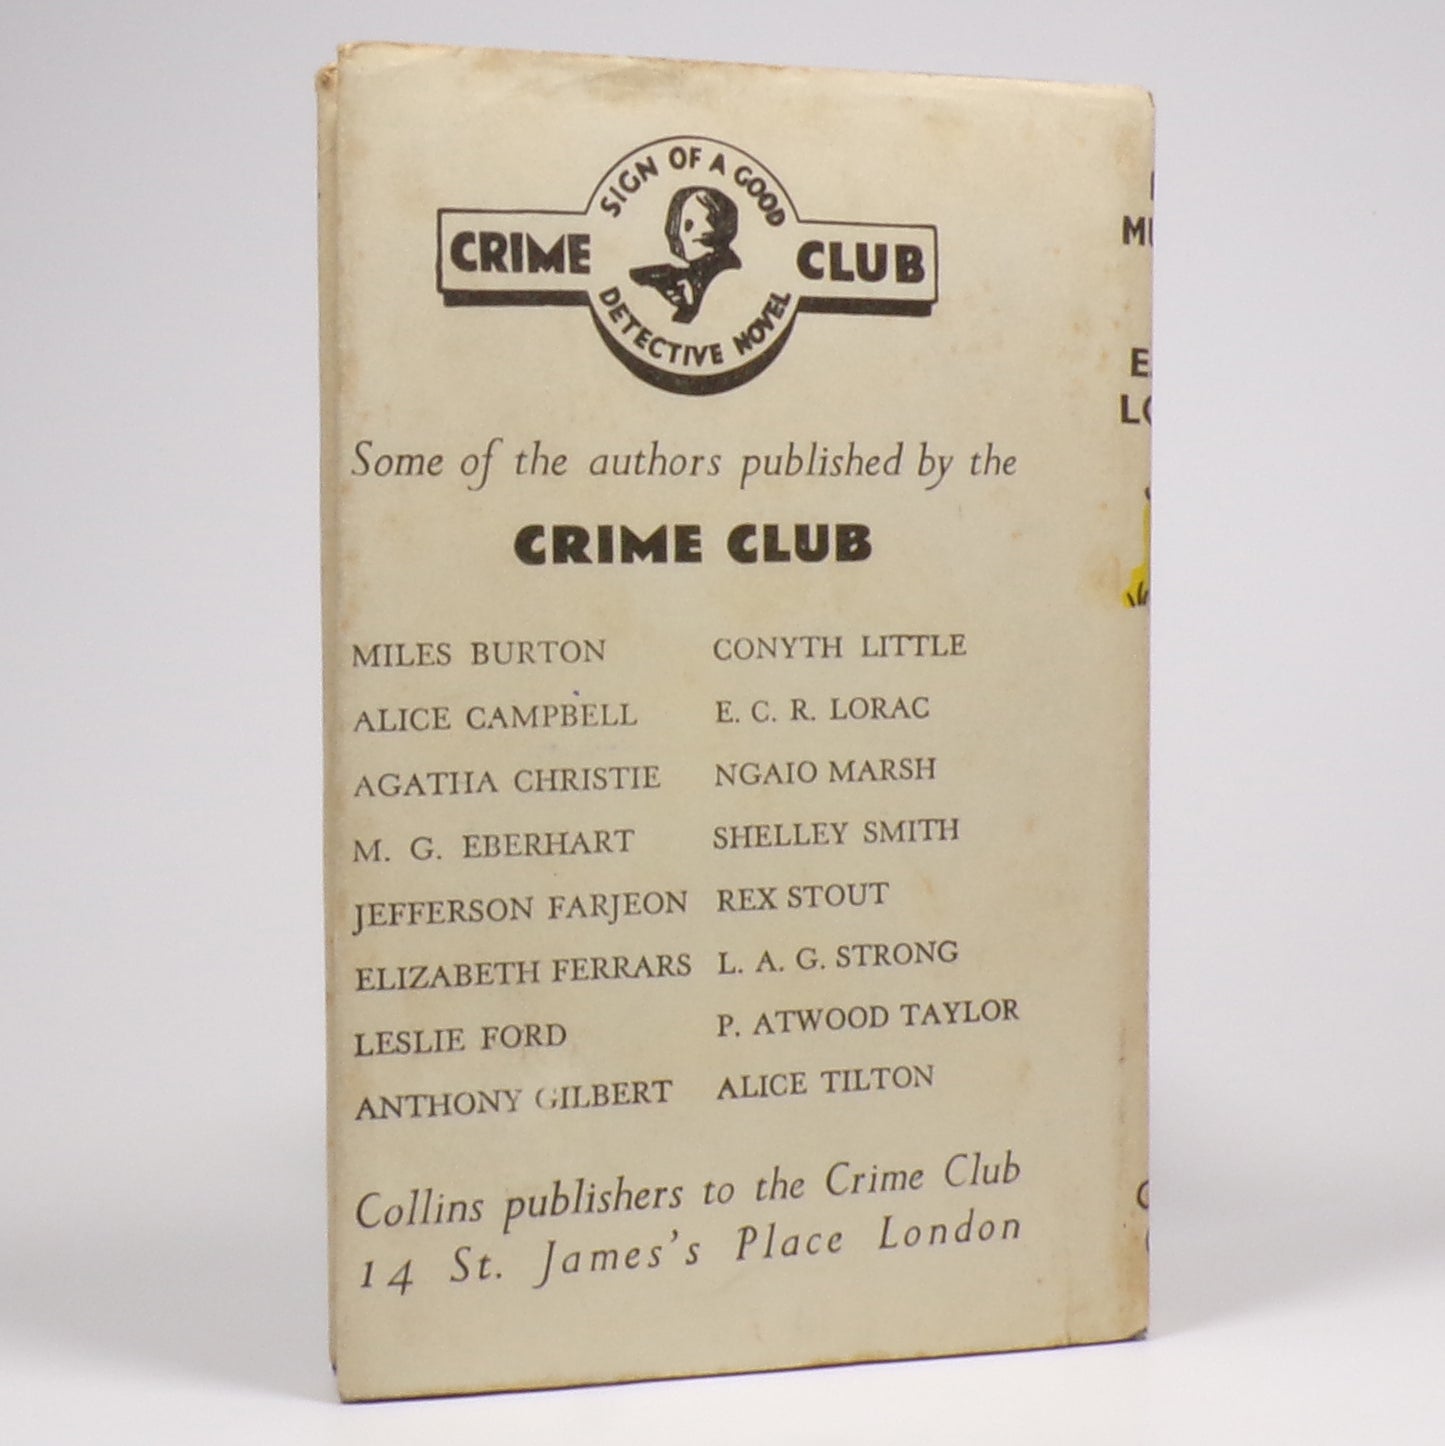 SIGN OF A GOOD
CRIME CLUB
DETECTIVE NOVEL
Some of the authors published by the
CRIME CLUB
MILES BURTON
ALICE CAMPBELL
AGATHA CHRISTIE
M. G. EBERHART
JEFFERSON FARJEON
ELIZABETH FERRARS
LESLIE FORD
ANTHONY GILBERT
CONYTH LITTLE
E. C. R. LORAC
NGAIO MARSH
SHELLEY SMITH
REX STOUT
L. A. G. STRONG
P. ATWOOD TAYLOR
ALICE TILTON
Collins publishers to the Crime Club
14 St. James's Place London